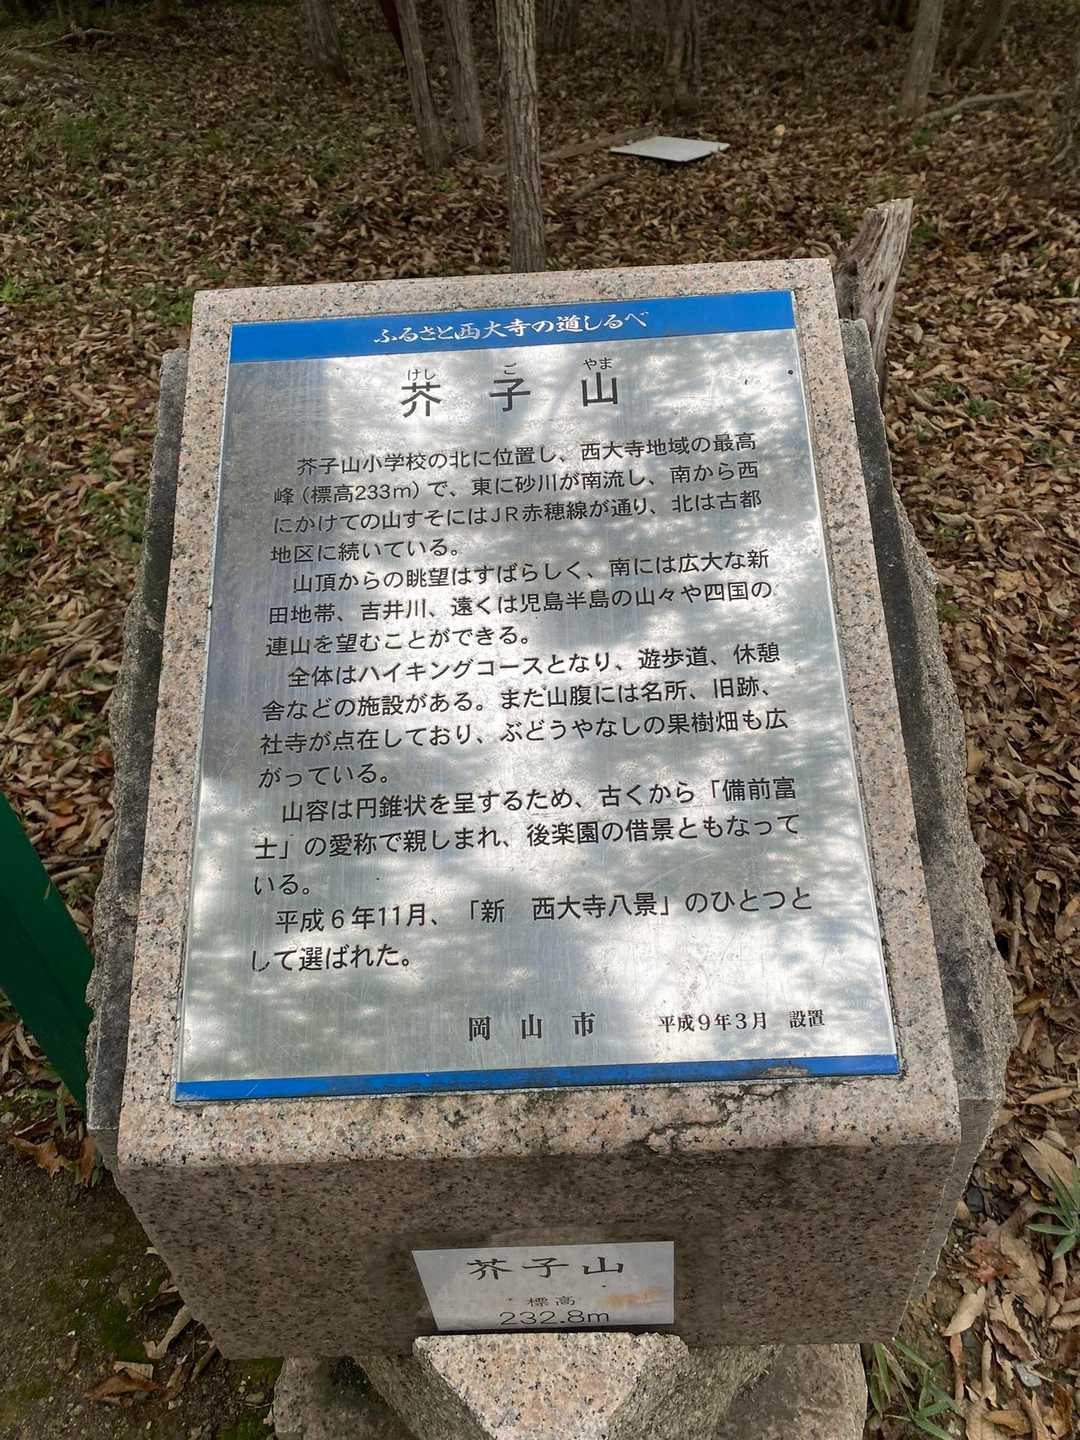 ふるさと西大寺の道しるべ
けし ご やま
芥子山
芥子山小学校の北に位置し、西大寺地域の最高
峰(標高233m)で、東に砂川が南流し、南から西
にかけての山すそにはJR赤穂線が通り、北は古都
地区に続いている。
山頂からの眺望はすばらしく、南には広大な新
田地帯、吉井川、遠くは児島半島の山々や四国の
連山を望むことができる。
全体はハイキングコースとなり、遊歩道、休憩
舎などの施設がある。また山腹には名所、旧跡、
社寺が点在しており、ぶどうやなしの果樹畑も広
がっている。
山容は円錐状を呈するため、古くから「備前富
士」の愛称で親しまれ、後楽園の借景ともなって
いる。
平成6年11月、「新　西大寺八景」のひとつと
して選ばれた。
岡山市　平成9年3月　設置
芥子山
標高
232.8m